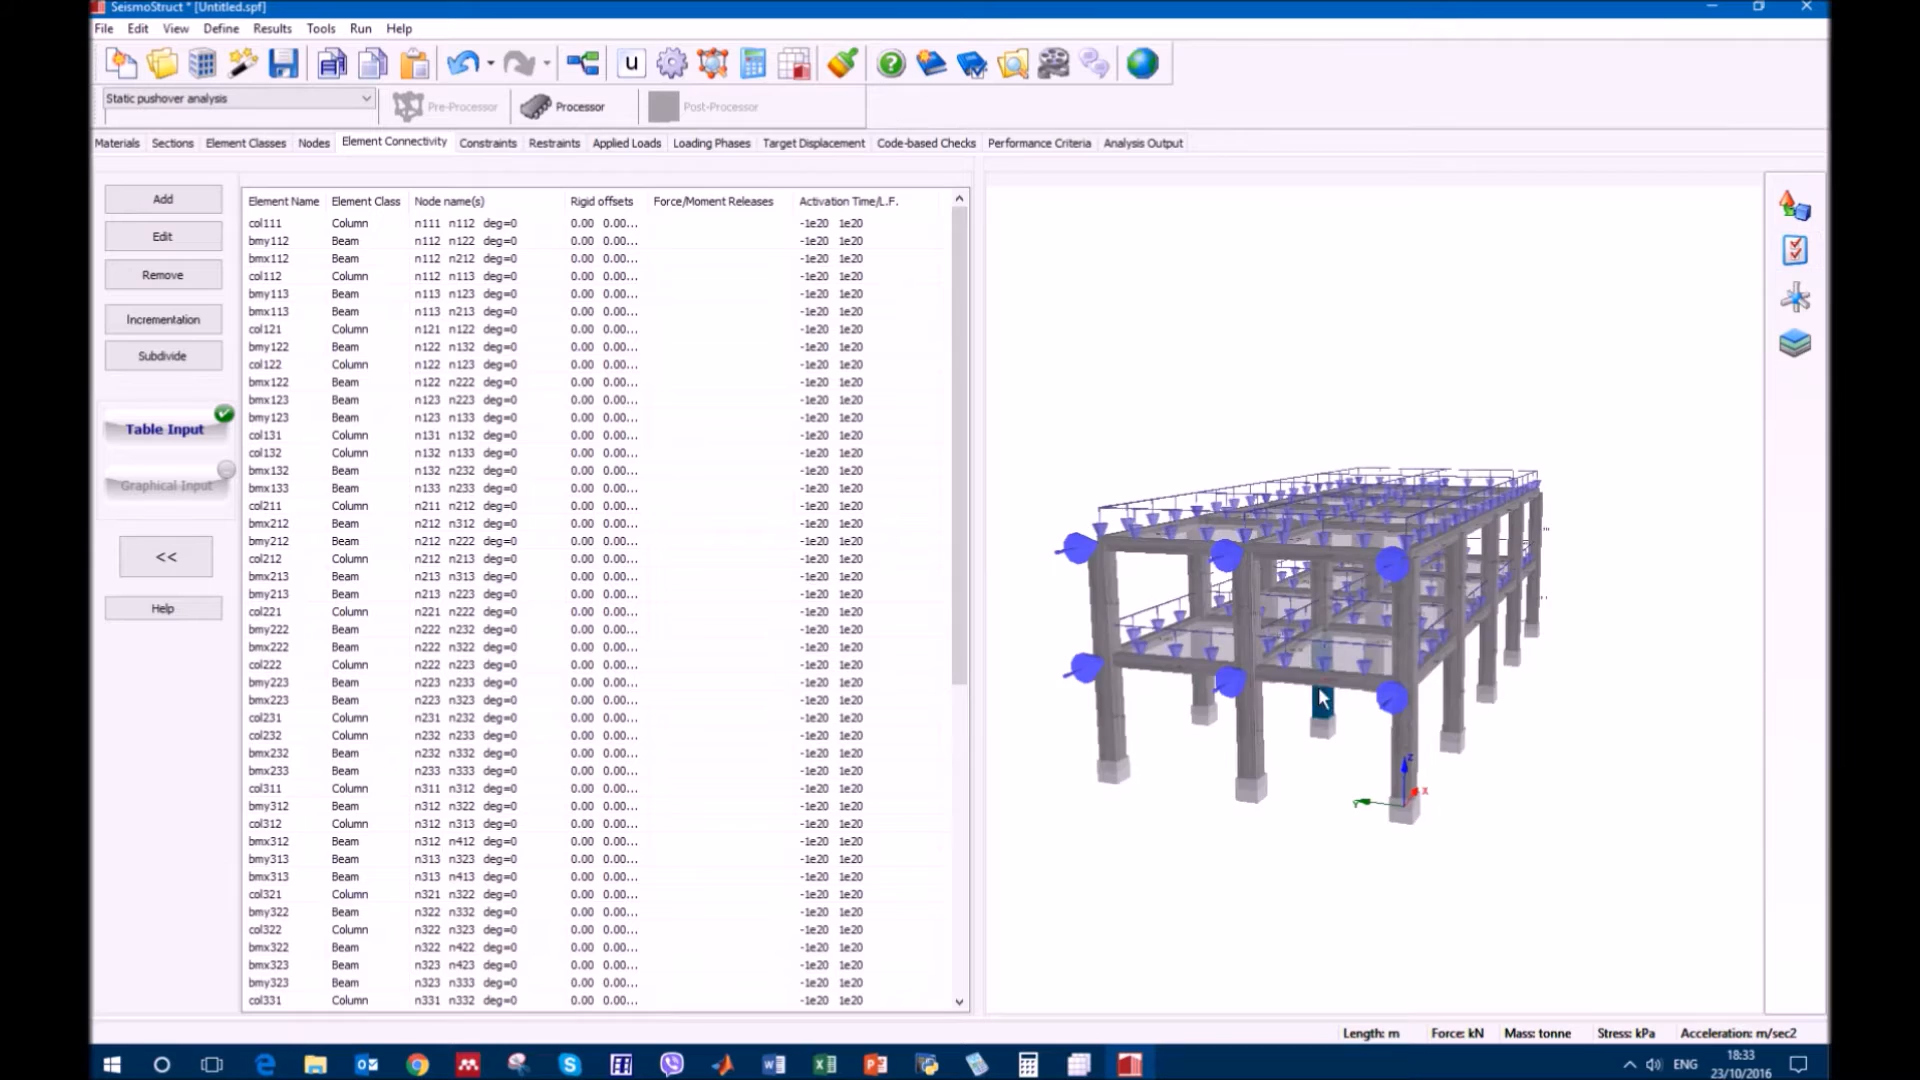 SeismoStruct * [Untitled.spf]
File Edit View Define Results Tools Run Help
u
Static pushover analysis Pre-Processor Processor Post-Processor
Materials Sections Element Classes Nodes Element Connectivity Constraints Restraints Applied Loads Loading Phases Target Displacement Code-based Checks Performance Criteria Analysis Output
Add
Edit
Remove
Incrementation
Subdivide
Table Input
Graphical Input
<<
Help
Element Name Element Class Node name(s) Rigid offsets Force/Moment Releases Activation Time/L.F.
col111 Column n111 n112 deg=0 0.00 0.00... -1e20 1e20
bmy112 Beam n112 n122 deg=0 0.00 0.00... -1e20 1e20
bmx112 Beam n112 n212 deg=0 0.00 0.00... -1e20 1e20
col112 Column n112 n113 deg=0 0.00 0.00... -1e20 1e20
bmy113 Beam n113 n123 deg=0 0.00 0.00... -1e20 1e20
bmx113 Beam n113 n213 deg=0 0.00 0.00... -1e20 1e20
col121 Column n121 n122 deg=0 0.00 0.00... -1e20 1e20
bmy122 Beam n122 n132 deg=0 0.00 0.00... -1e20 1e20
col122 Column n122 n123 deg=0 0.00 0.00... -1e20 1e20
bmx122 Beam n122 n222 deg=0 0.00 0.00... -1e20 1e20
bmx123 Beam n123 n223 deg=0 0.00 0.00... -1e20 1e20
bmy123 Beam n123 n133 deg=0 0.00 0.00... -1e20 1e20
col131 Column n131 n132 deg=0 0.00 0.00... -1e20 1e20
col132 Column n132 n133 deg=0 0.00 0.00... -1e20 1e20
bmx132 Beam n132 n232 deg=0 0.00 0.00... -1e20 1e20
bmx133 Beam n133 n233 deg=0 0.00 0.00... -1e20 1e20
col211 Column n211 n212 deg=0 0.00 0.00... -1e20 1e20
bmx212 Beam n212 n312 deg=0 0.00 0.00... -1e20 1e20
bmy212 Beam n212 n222 deg=0 0.00 0.00... -1e20 1e20
col212 Column n212 n213 deg=0 0.00 0.00... -1e20 1e20
bmx213 Beam n213 n313 deg=0 0.00 0.00... -1e20 1e20
bmy213 Beam n213 n223 deg=0 0.00 0.00... -1e20 1e20
col221 Column n221 n222 deg=0 0.00 0.00... -1e20 1e20
bmy222 Beam n222 n232 deg=0 0.00 0.00... -1e20 1e20
bmx222 Beam n222 n322 deg=0 0.00 0.00... -1e20 1e20
col222 Column n222 n223 deg=0 0.00 0.00... -1e20 1e20
bmy223 Beam n223 n233 deg=0 0.00 0.00... -1e20 1e20
bmx223 Beam n223 n323 deg=0 0.00 0.00... -1e20 1e20
col231 Column n231 n232 deg=0 0.00 0.00... -1e20 1e20
col232 Column n232 n233 deg=0 0.00 0.00... -1e20 1e20
bmx232 Beam n232 n332 deg=0 0.00 0.00... -1e20 1e20
bmx233 Beam n233 n333 deg=0 0.00 0.00... -1e20 1e20
col311 Column n311 n312 deg=0 0.00 0.00... -1e20 1e20
bmy312 Beam n312 n322 deg=0 0.00 0.00... -1e20 1e20
col312 Column n312 n313 deg=0 0.00 0.00... -1e20 1e20
bmx312 Beam n312 n412 deg=0 0.00 0.00... -1e20 1e20
bmy313 Beam n313 n323 deg=0 0.00 0.00... -1e20 1e20
bmx313 Beam n313 n413 deg=0 0.00 0.00... -1e20 1e20
col321 Column n321 n322 deg=0 0.00 0.00... -1e20 1e20
bmy322 Beam n322 n332 deg=0 0.00 0.00... -1e20 1e20
col322 Column n322 n323 deg=0 0.00 0.00... -1e20 1e20
bmx322 Beam n322 n422 deg=0 0.00 0.00... -1e20 1e20
bmx323 Beam n323 n423 deg=0 0.00 0.00... -1e20 1e20
bmy323 Beam n323 n333 deg=0 0.00 0.00... -1e20 1e20
col331 Column n331 n332 deg=0 0.00 0.00... -1e20 1e20
z
x
Y
Length: m Force: kN Mass: tonne Stress: kPa Acceleration: m/sec2
ENG
18:33
23/10/2016